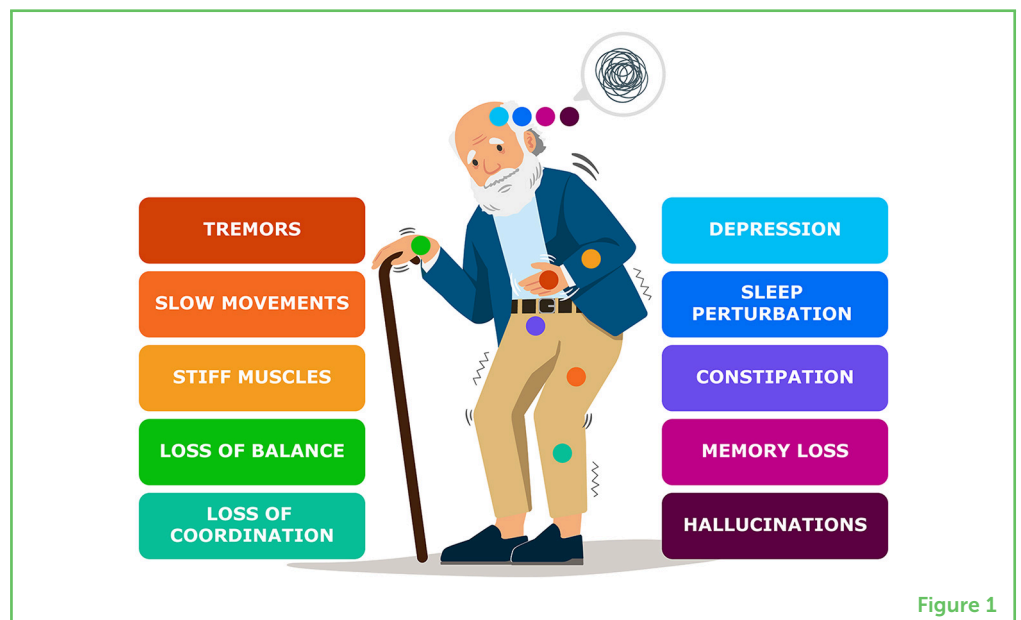 TREMORS
SLOW MOVEMENTS
STIFF MUSCLES
LOSS OF BALANCE
LOSS OF
COORDINATION
DEPRESSION
SLEEP
PERTURBATION
CONSTIPATION
MEMORY LOSS
HALLUCINATIONS
Figure 1